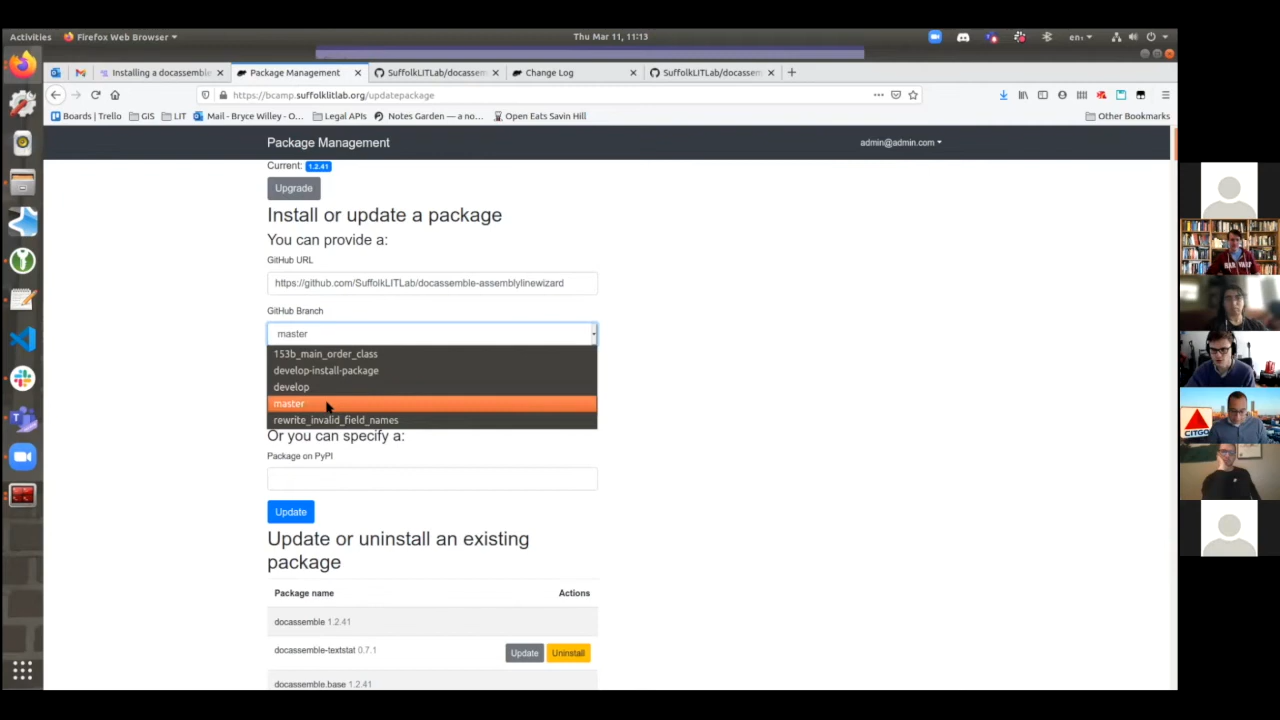 Activities
Firefox Web Browser
Thu Mar 11, 11:13
en
Installing a docassemble
Package Management
SuffolkLITLab/docassem
Change Log
SuffolkLITLab/docassem
https://bcamp.suffolklitlab.org/updatepackage
Boards | Trello
GIS
LIT
Mail - Bryce Willey - O...
Legal APIs
Notes Garden — a no...
Open Eats Savin Hill
Other Bookmarks
Package Management
admin@admin.com
Current: 1.2.41
Upgrade
Install or update a package
You can provide a:
GitHub URL
https://github.com/SuffolkLITLab/docassemble-assemblylinewizard
GitHub Branch
master
153b_main_order_class
develop-install-package
develop
master
rewrite_invalid_field_names
Or you can specify a:
Package on PyPI
Update
Update or uninstall an existing
package
Package name
Actions
docassemble 1.2.41
docassemble-textstat 0.7.1
Update
Uninstall
docassemble.base 1.2.41
HARVARD
CITGO